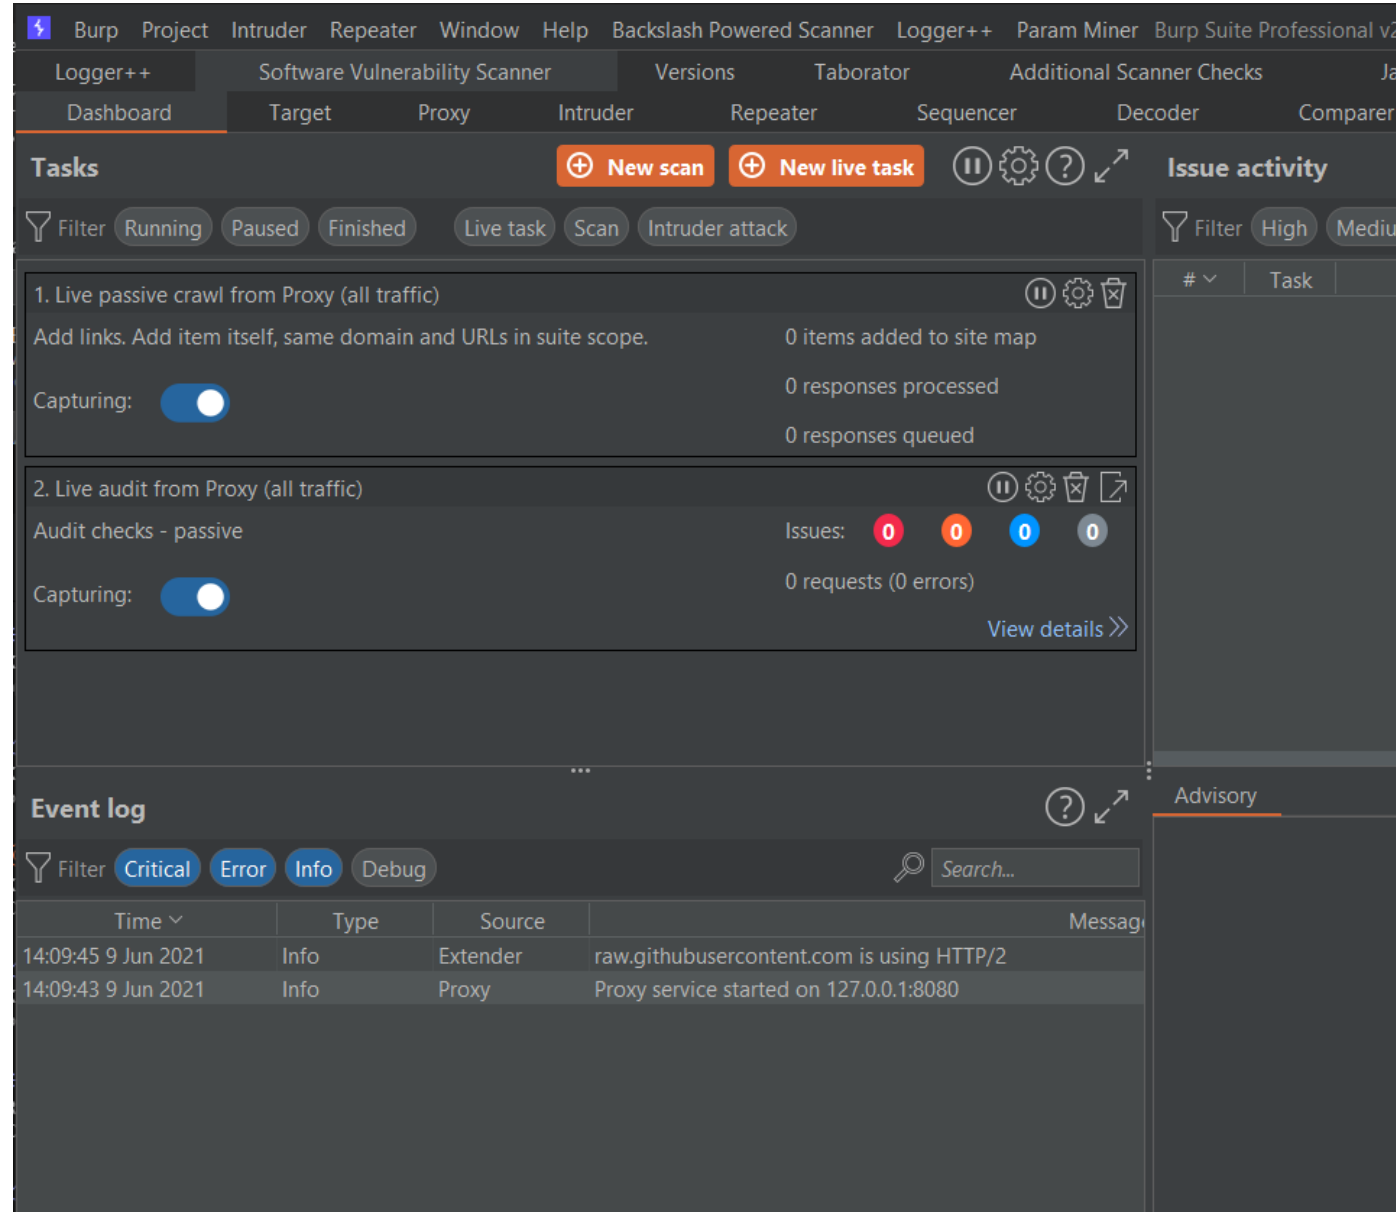 Burp Project Intruder Repeater Window Help Backslash Powered Scanner Logger++ Param Miner Burp Suite Professional
Logger++ Software Vulnerability Scanner Versions Taborator Additional Scanner Checks
Dashboard Target Proxy Intruder Repeater Sequencer Decoder Comparer
Tasks New scan New live task ?
Filter Running Paused Finished Live task Scan Intruder attack
1. Live passive crawl from Proxy (all traffic)
Add links. Add item itself, same domain and URLs in suite scope. 0 items added to site map
0 responses processed
Capturing:
0 responses queued
2. Live audit from Proxy (all traffic)
Audit checks - passive Issues: 0 0 0 0
0 requests (0 errors)
Capturing:
View details
Issue activity
Filter High Mediu
# Task
Event log ?
Filter Critical Error Info Debug Search...
Time Type Source Messag
14:09:45 9 Jun 2021 Info Extender raw.githubusercontent.com is using HTTP/2
14:09:43 9 Jun 2021 Info Proxy Proxy service started on 127.0.0.1:8080
Advisory